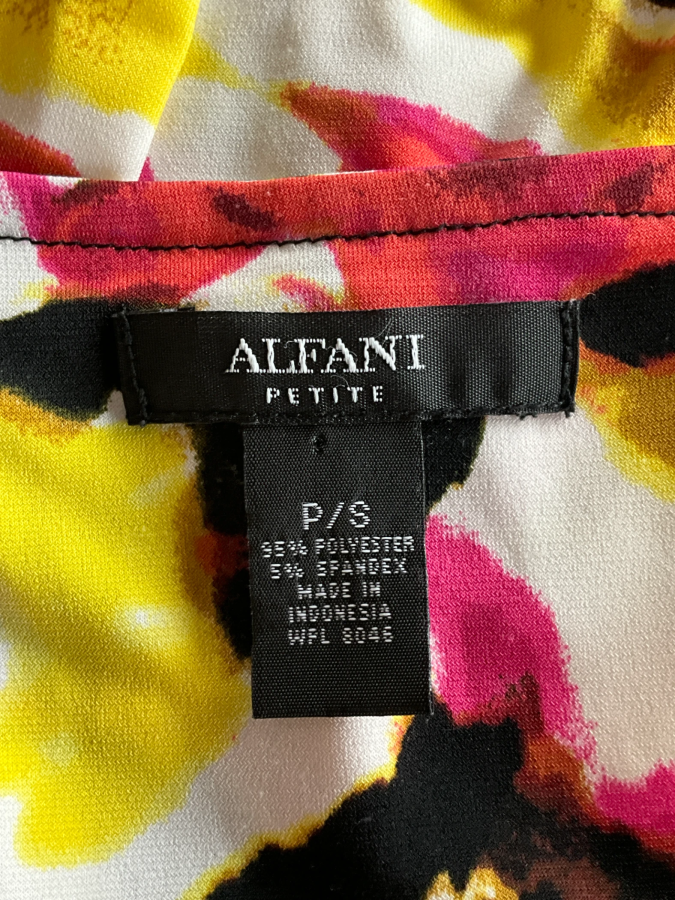 ALFANI
PETITE
P/S
95% POLYESTER
5% SPANDEX
MADE IN
INDONESIA
WPL 8046